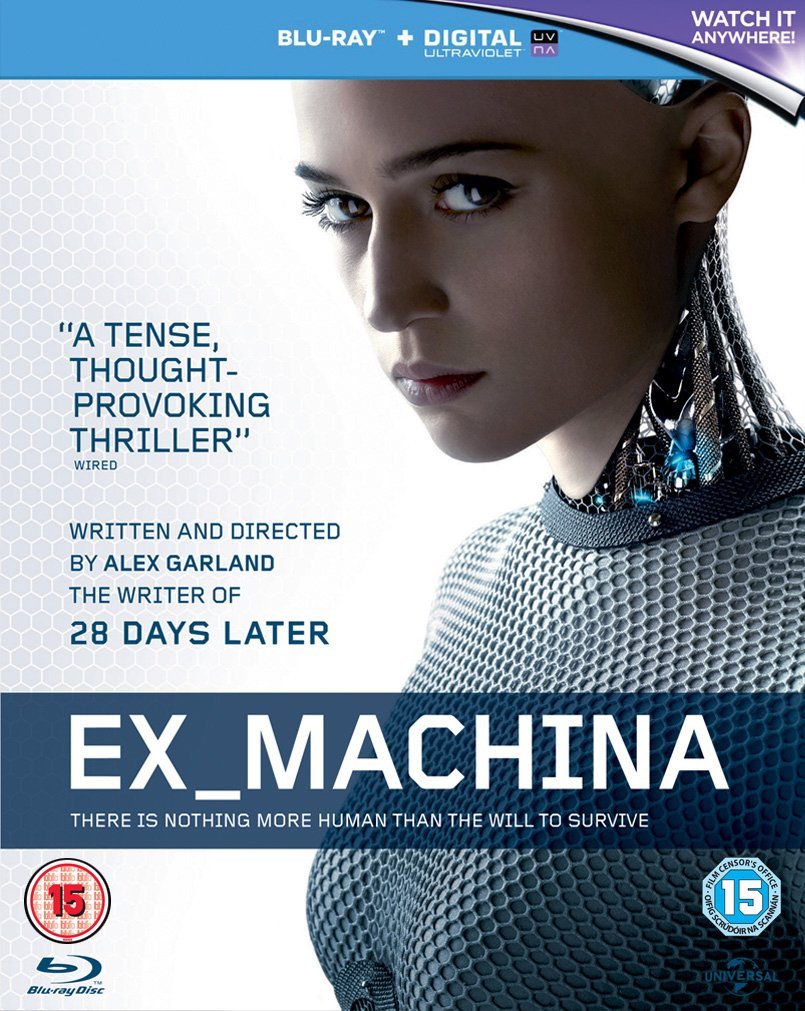 BLU-RAY™ + DIGITAL
ULTRAVIOLET
UV
WATCH IT
ANYWHERE!
“A TENSE,
THOUGHT-
PROVOKING
THRILLER”
WIRED
WRITTEN AND DIRECTED
BY ALEX GARLAND
THE WRITER OF
28 DAYS LATER
EX_MACHINA
THERE IS NOTHING MORE HUMAN THAN THE WILL TO SURVIVE
15
Blu-ray Disc™
FILM CENSOR'S OFFICE
15
OIFIG SCRÚDÓIR NA SCANNÁN
UNIVERSAL